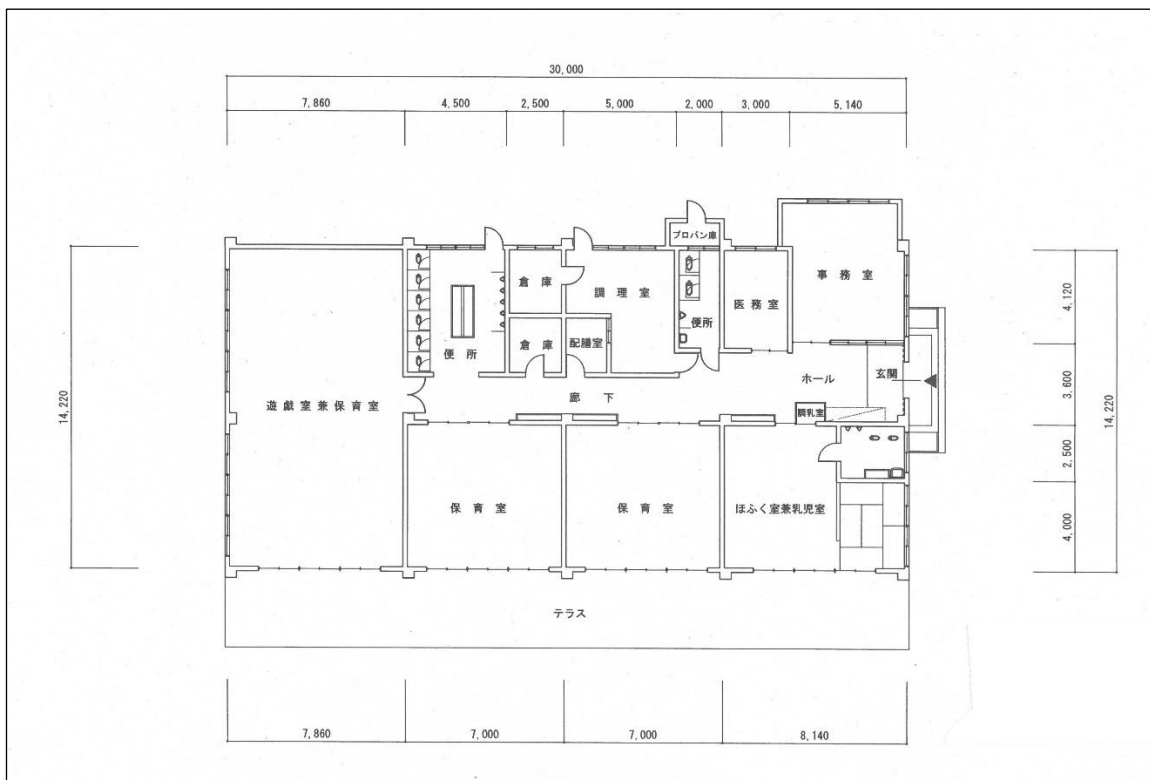 30,000
7,860 4,500 2,500 5,000 2,000 3,000 5,140
プロパン庫
倉庫 調理室 医務室 事務室
便所
便所 倉庫 配膳室
ホール 玄関
遊戯室兼保育室 廊下
調乳室
保育室 保育室 ほふく室兼乳児室
テラス
14,220
4,120
3,600
2,500
4,000
14,220
7,860 7,000 7,000 8,140